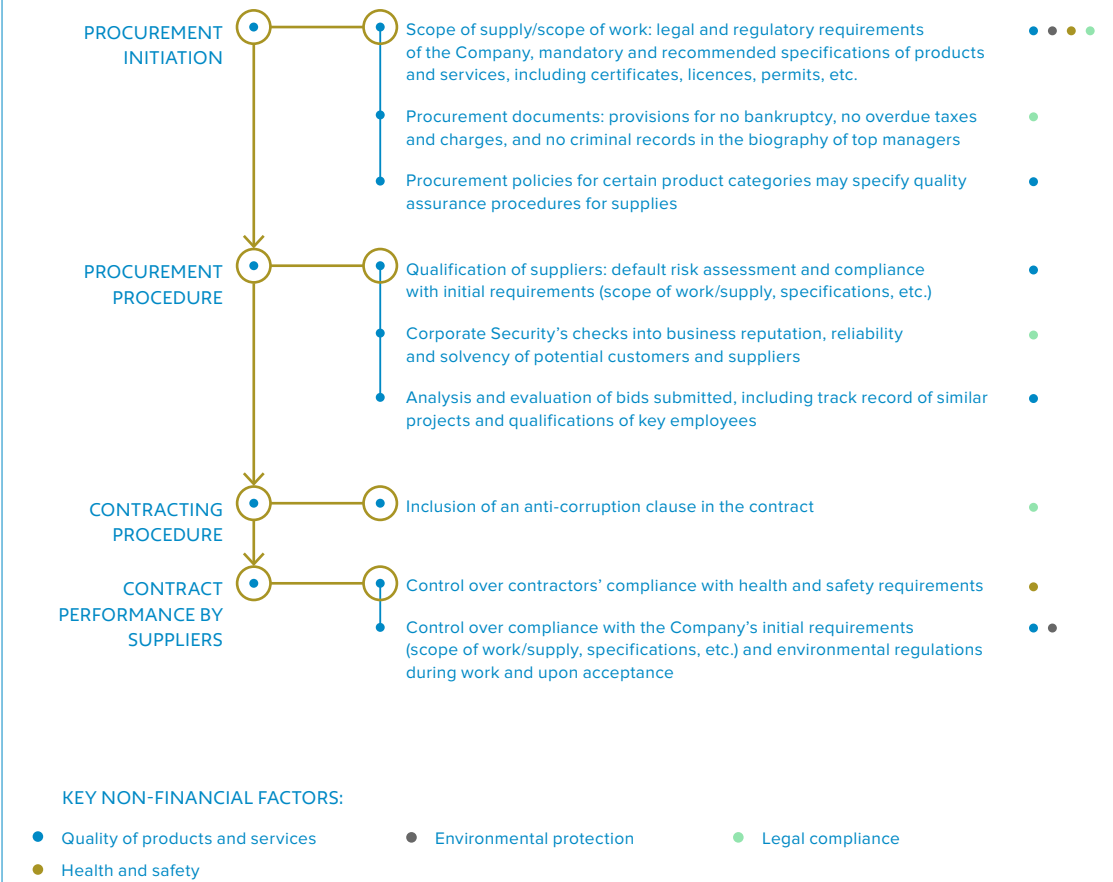 PROCUREMENT
INITIATION
Scope of supply/scope of work: legal and regulatory requirements
of the Company, mandatory and recommended specifications of products
and services, including certificates, licences, permits, etc.
Procurement documents: provisions for no bankruptcy, no overdue taxes
and charges, and no criminal records in the biography of top managers
Procurement policies for certain product categories may specify quality
assurance procedures for supplies
PROCUREMENT
PROCEDURE
Qualification of suppliers: default risk assessment and compliance
with initial requirements (scope of work/supply, specifications, etc.)
Corporate Security's checks into business reputation, reliability
and solvency of potential customers and suppliers
Analysis and evaluation of bids submitted, including track record of similar
projects and qualifications of key employees
CONTRACTING
PROCEDURE
Inclusion of an anti-corruption clause in the contract
CONTRACT
PERFORMANCE BY
SUPPLIERS
Control over contractors' compliance with health and safety requirements
Control over compliance with the Company's initial requirements
(scope of work/supply, specifications, etc.) and environmental regulations
during work and upon acceptance
KEY NON-FINANCIAL FACTORS:
Quality of products and services
Environmental protection
Legal compliance
Health and safety